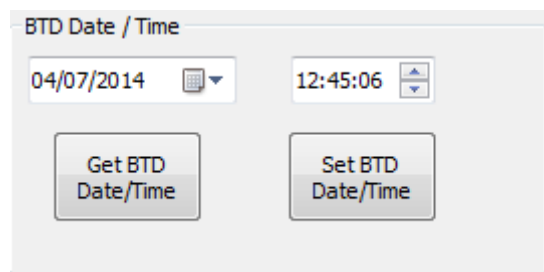 BTD Date / Time
04/07/2014 12:45:06
Get BTD Set BTD
Date/Time Date/Time